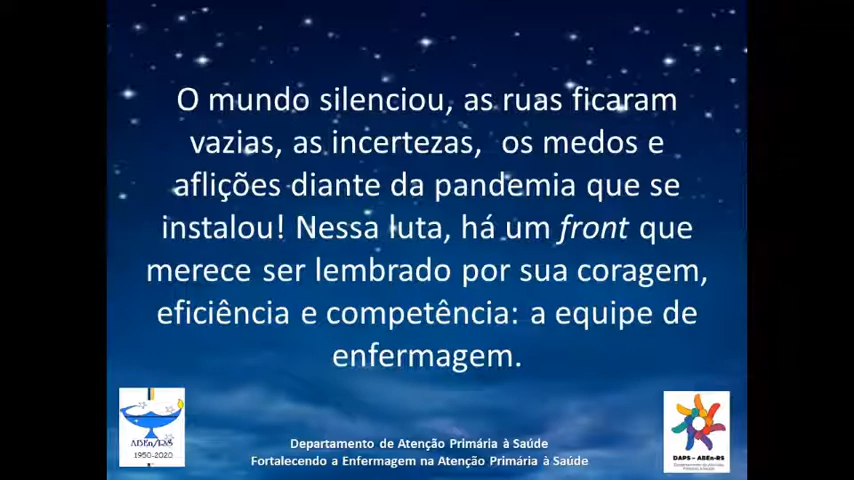 O mundo silenciou, as ruas ficaram
vazias, as incertezas, os medos e
aflições diante da pandemia que se
instalou! Nessa luta, há um front que
merece ser lembrado por sua coragem,
eficiência e competência: a equipe de
enfermagem.
ABEn/RS
1950-2020
Departamento de Atenção Primária à Saúde
Fortalecendo a Enfermagem na Atenção Primária à Saúde
DAPS – ABEn-RS